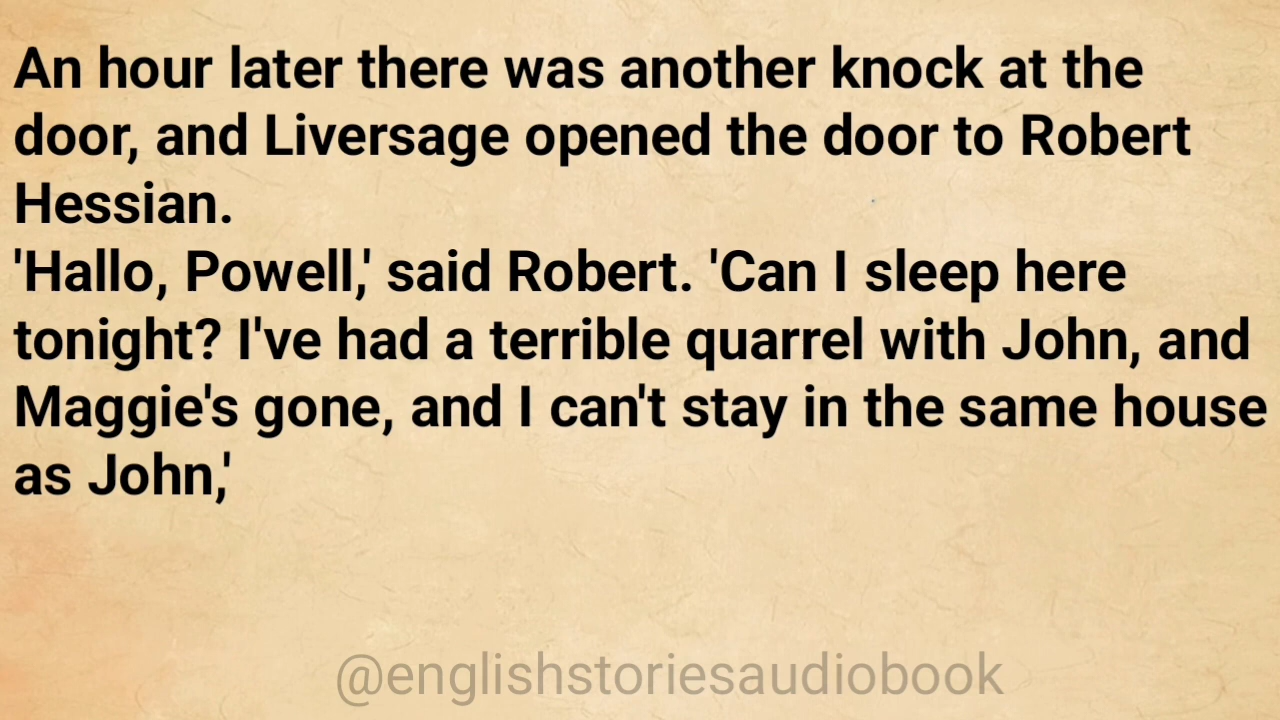 An hour later there was another knock at the
door, and Liversage opened the door to Robert
Hessian.
'Hallo, Powell,' said Robert. 'Can I sleep here
tonight? I've had a terrible quarrel with John, and
Maggie's gone, and I can't stay in the same house
as John,'
@englishstoriesaudiobook